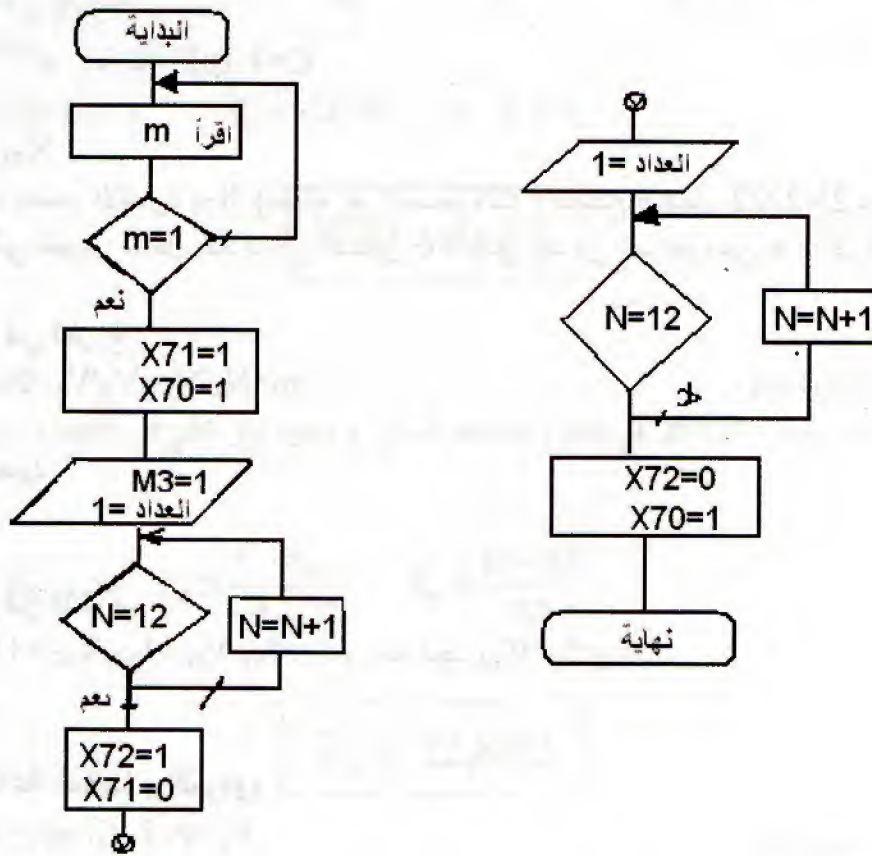 البداية
اقرأ m
m=1
نعم
X71=1
X70=1
M3=1
العداد =1
N=12
N=N+1
نعم
X72=1
X71=0
العداد =1
N=12
N=N+1
X72=0
X70=1
نهاية